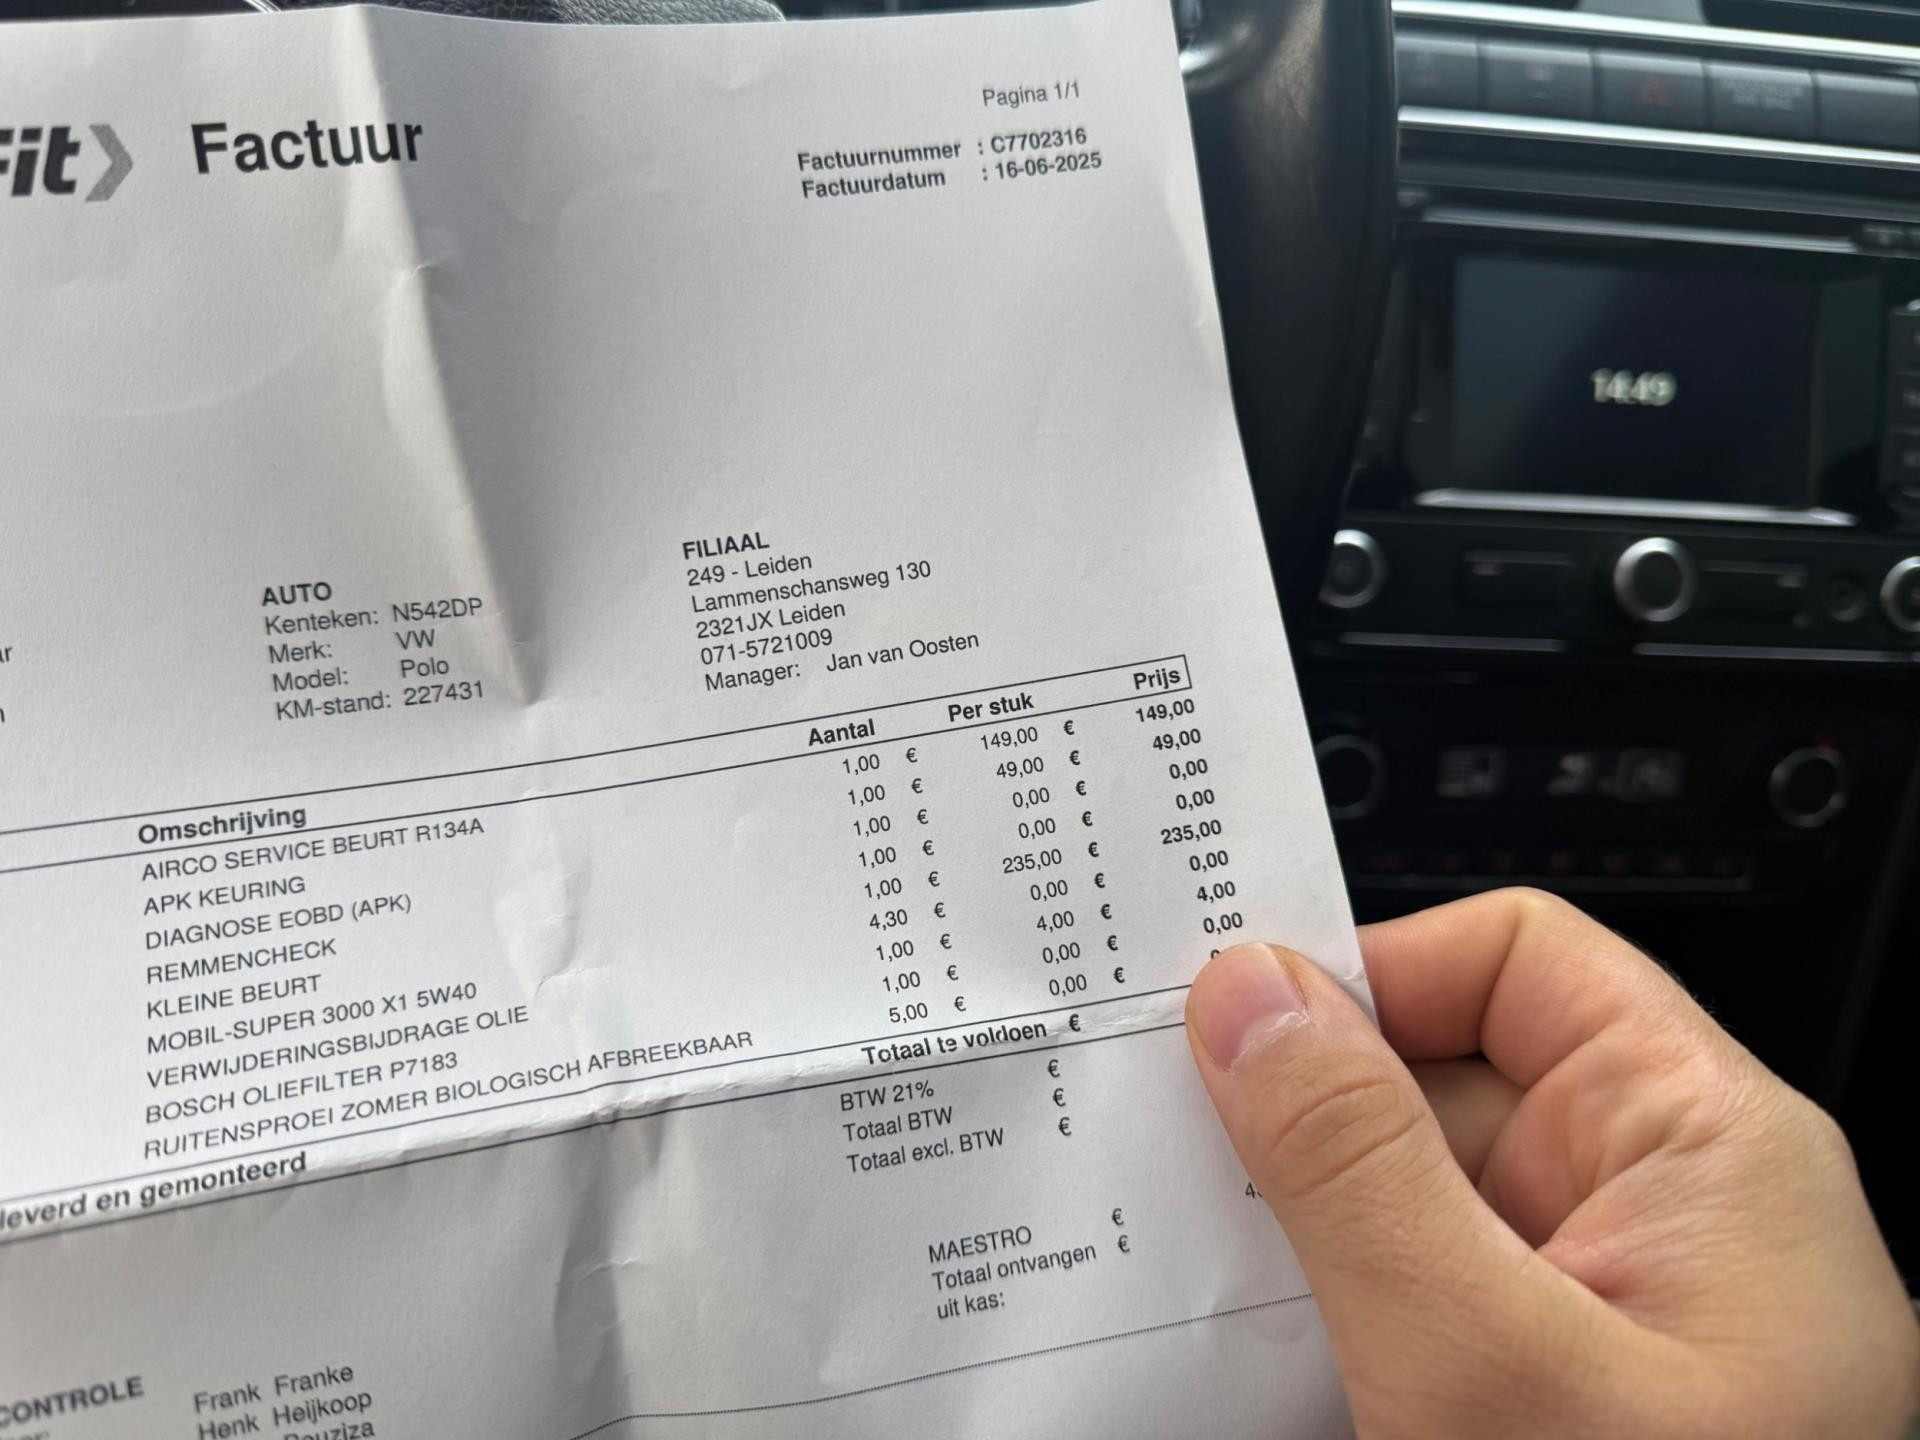 Fit Factuur
Pagina 1/1
Factuurnummer : C7702316
Factuurdatum : 16-06-2025
14:49
AUTO
Kenteken: N542DP
Merk: VW
Model: Polo
KM-stand: 227431
FILIAAL
249 - Leiden
Lammenschansweg 130
2321JX Leiden
071-5721009
Manager: Jan van Oosten
Omschrijving Aantal Per stuk Prijs
AIRCO SERVICE BEURT R134A 1,00 € 149,00 € 149,00
APK KEURING 1,00 € 49,00 € 49,00
DIAGNOSE EOBD (APK) 1,00 € 0,00 € 0,00
REMMENCHECK 1,00 € 0,00 € 0,00
KLEINE BEURT 1,00 € 235,00 € 235,00
MOBIL-SUPER 3000 X1 5W40 4,30 € 0,00 € 0,00
VERWIJDERINGSBIJDRAGE OLIE 1,00 € 4,00 € 4,00
BOSCH OLIEFILTER P7183 1,00 € 0,00 € 0,00
RUITENSPROEI ZOMER BIOLOGISCH AFBREEKBAAR 5,00 € 0,00 €
leverd en gemonteerd Totaal te voldoen €
BTW 21% €
Totaal BTW €
Totaal excl. BTW €
MAESTRO €
Totaal ontvangen €
uit kas:
CONTROLE Frank Franke
Henk Heijkoop